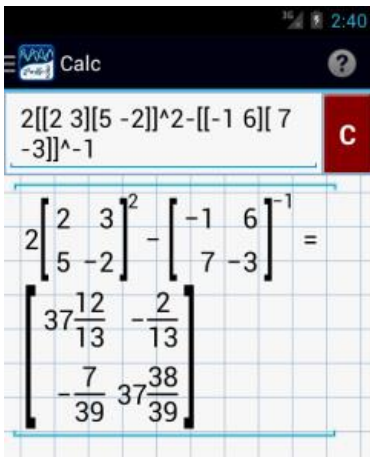 3G 2:40
Calc ?
2[[2 3][5 -2]]^2-[[-1 6][ 7
-3]]^-1
C
2[2 3]² - [-1 6]⁻¹ =
[5 -2] [7 -3]
37 12/13 - 2/13
- 7/39 37 38/39